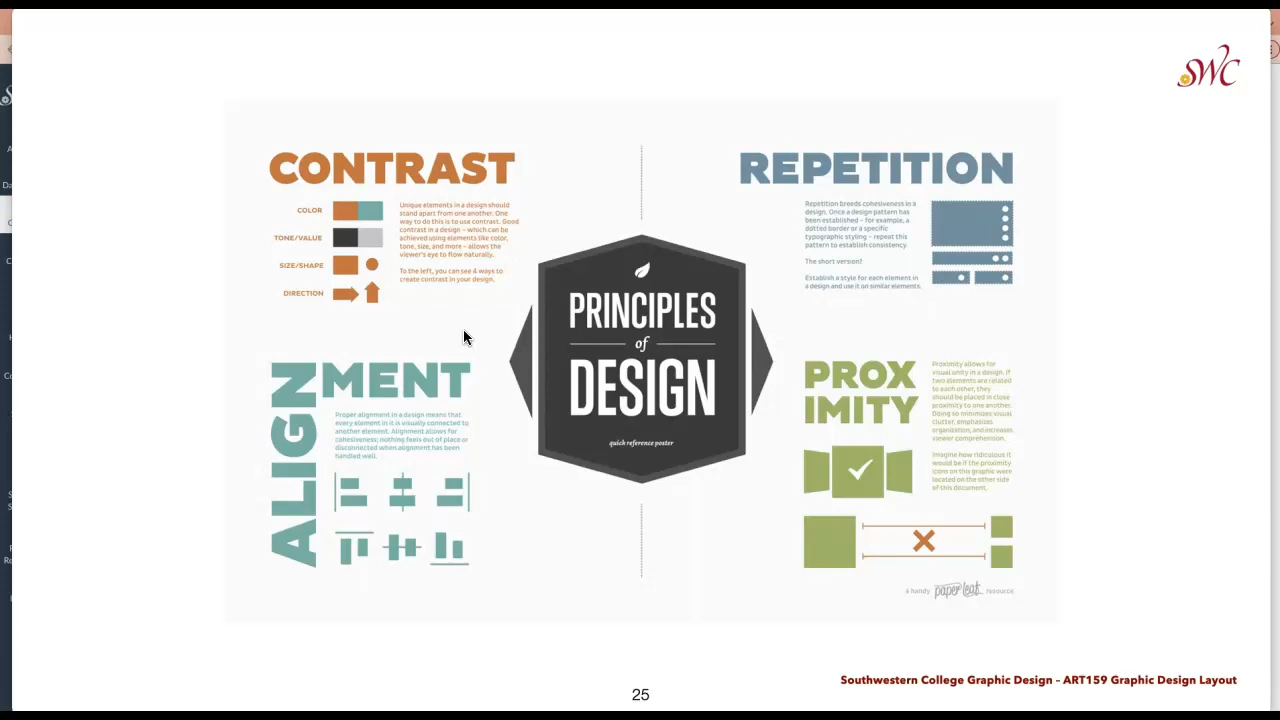 SWC
CONTRAST
COLOR
TONE/VALUE
SIZE/SHAPE
DIRECTION
Unique elements in a design should
stand apart from one another. One
way to do this is to use contrast. Good
contrast in a design – which can be
achieved using elements like color,
tone, size, and more – allows the
viewer's eye to flow naturally.
To the left, you can see 4 ways to
create contrast in your design.
REPETITION
Repetition breeds cohesiveness in a
design. Once a design pattern has
been established – for example, a
dotted border or a specific
typographic styling – repeat this
pattern to establish consistency.
The short version?
Establish a style for each element in
a design and use it on similar elements.
PRINCIPLES
of
DESIGN
quick reference poster
ALIGNMENT
Proper alignment in a design means that
every element in it is visually connected to
another element. Alignment allows for
cohesiveness; nothing feels out of place or
disconnected when alignment has been
handled well.
PROX
IMITY
Proximity allows for
visual unity in a design. If
two elements are related
to each other, they
should be placed in close
proximity to one another.
Doing so minimizes visual
clutter, emphasizes
organization, and increases
viewer comprehension.
Imagine how ridiculous it
would be if the proximity
icons on this graphic were
located on the other side
of this document.
a handy paper leaf resource
Southwestern College Graphic Design – ART159 Graphic Design Layout
25